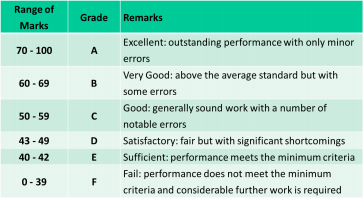 Range of
Marks
Grade
Remarks
70 - 100
A
Excellent: outstanding performance with only minor
errors
60 - 69
B
Very Good: above the average standard but with
some errors
50 - 59
C
Good: generally sound work with a number of
notable errors
43 - 49
D
Satisfactory: fair but with significant shortcomings
40 - 42
E
Sufficient: performance meets the minimum criteria
0 - 39
F
Fail: performance does not meet the minimum
criteria and considerable further work is required